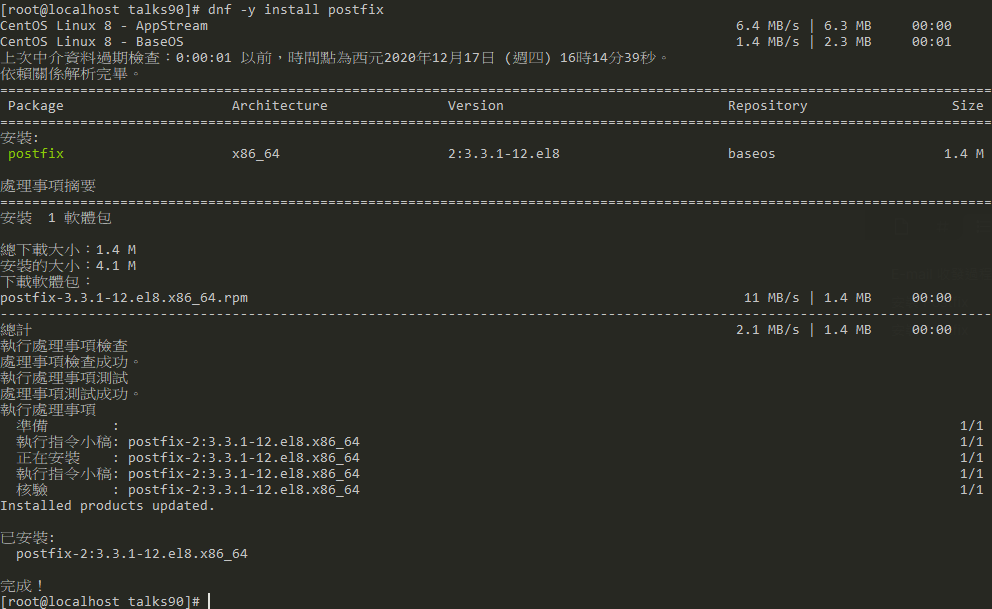 [root@localhost talks90]# dnf -y install postfix
CentOS Linux 8 - AppStream 6.4 MB/s | 6.3 MB 00:00
CentOS Linux 8 - BaseOS 1.4 MB/s | 2.3 MB 00:01
上次中介資料過期檢查：0:00:01 以前，時間點為西元2020年12月17日 (週四) 16時14分39秒。
依賴關係解析完畢。
================================================================================
Package Architecture Version Repository Size
================================================================================
安裝:
postfix x86_64 2:3.3.1-12.el8 baseos 1.4 M
處理事項摘要
================================================================================
安裝 1 軟體包
總下載大小：1.4 M
安裝的大小：4.1 M
下載軟體包：
postfix-3.3.1-12.el8.x86_64.rpm 11 MB/s | 1.4 MB 00:00
--------------------------------------------------------------------------------
總計 2.1 MB/s | 1.4 MB 00:00
執行處理事項檢查
處理事項檢查成功。
執行處理事項測試
處理事項測試成功。
執行處理事項
準備 : 1/1
執行指令小稿: postfix-2:3.3.1-12.el8.x86_64 1/1
正在安裝 : postfix-2:3.3.1-12.el8.x86_64 1/1
執行指令小稿: postfix-2:3.3.1-12.el8.x86_64 1/1
核驗 : postfix-2:3.3.1-12.el8.x86_64 1/1
Installed products updated.
已安裝:
postfix-2:3.3.1-12.el8.x86_64
完成！
[root@localhost talks90]#